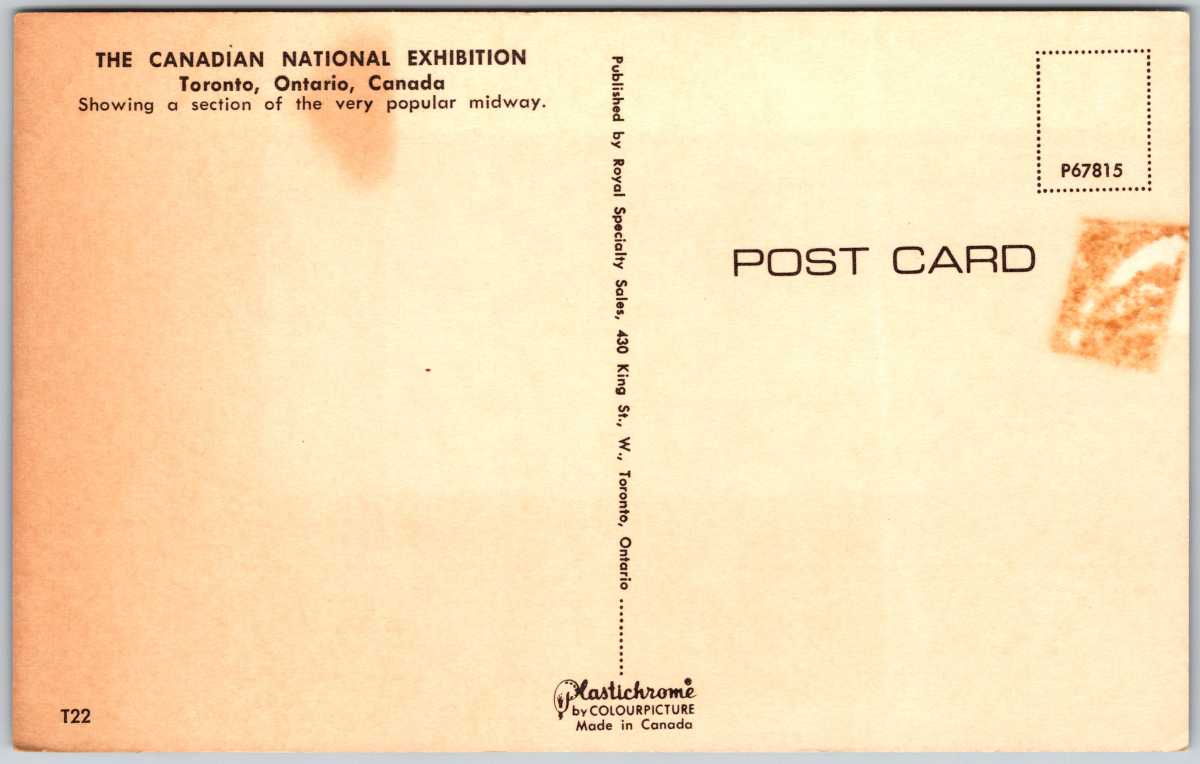 THE CANADIAN NATIONAL EXHIBITION
Toronto, Ontario, Canada
Showing a section of the very popular midway.
Published by Royal Specialty Sales, 430 King St., W., Toronto, Ontario
P67815
POST CARD
T22
Plastichrome®
by COLOURPICTURE
Made in Canada